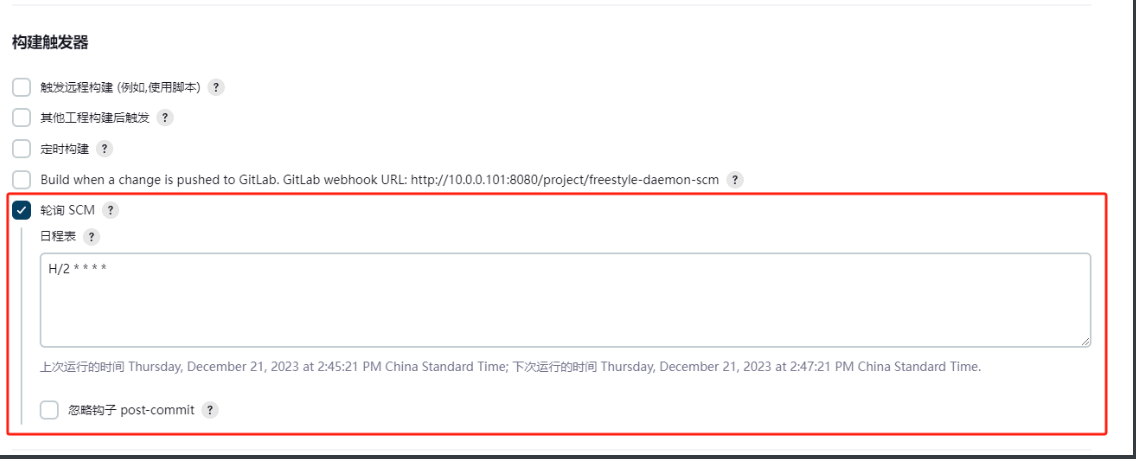 构建触发器
触发远程构建 (例如,使用脚本) ?
其他工程构建后触发 ?
定时构建 ?
Build when a change is pushed to GitLab. GitLab webhook URL: http://10.0.0.101:8080/project/freestyle-daemon-scm ?
轮询 SCM ?
日程表 ?
H/2 * * * *
上次运行的时间 Thursday, December 21, 2023 at 2:45:21 PM China Standard Time; 下次运行的时间 Thursday, December 21, 2023 at 2:47:21 PM China Standard Time.
忽略钩子 post-commit ?